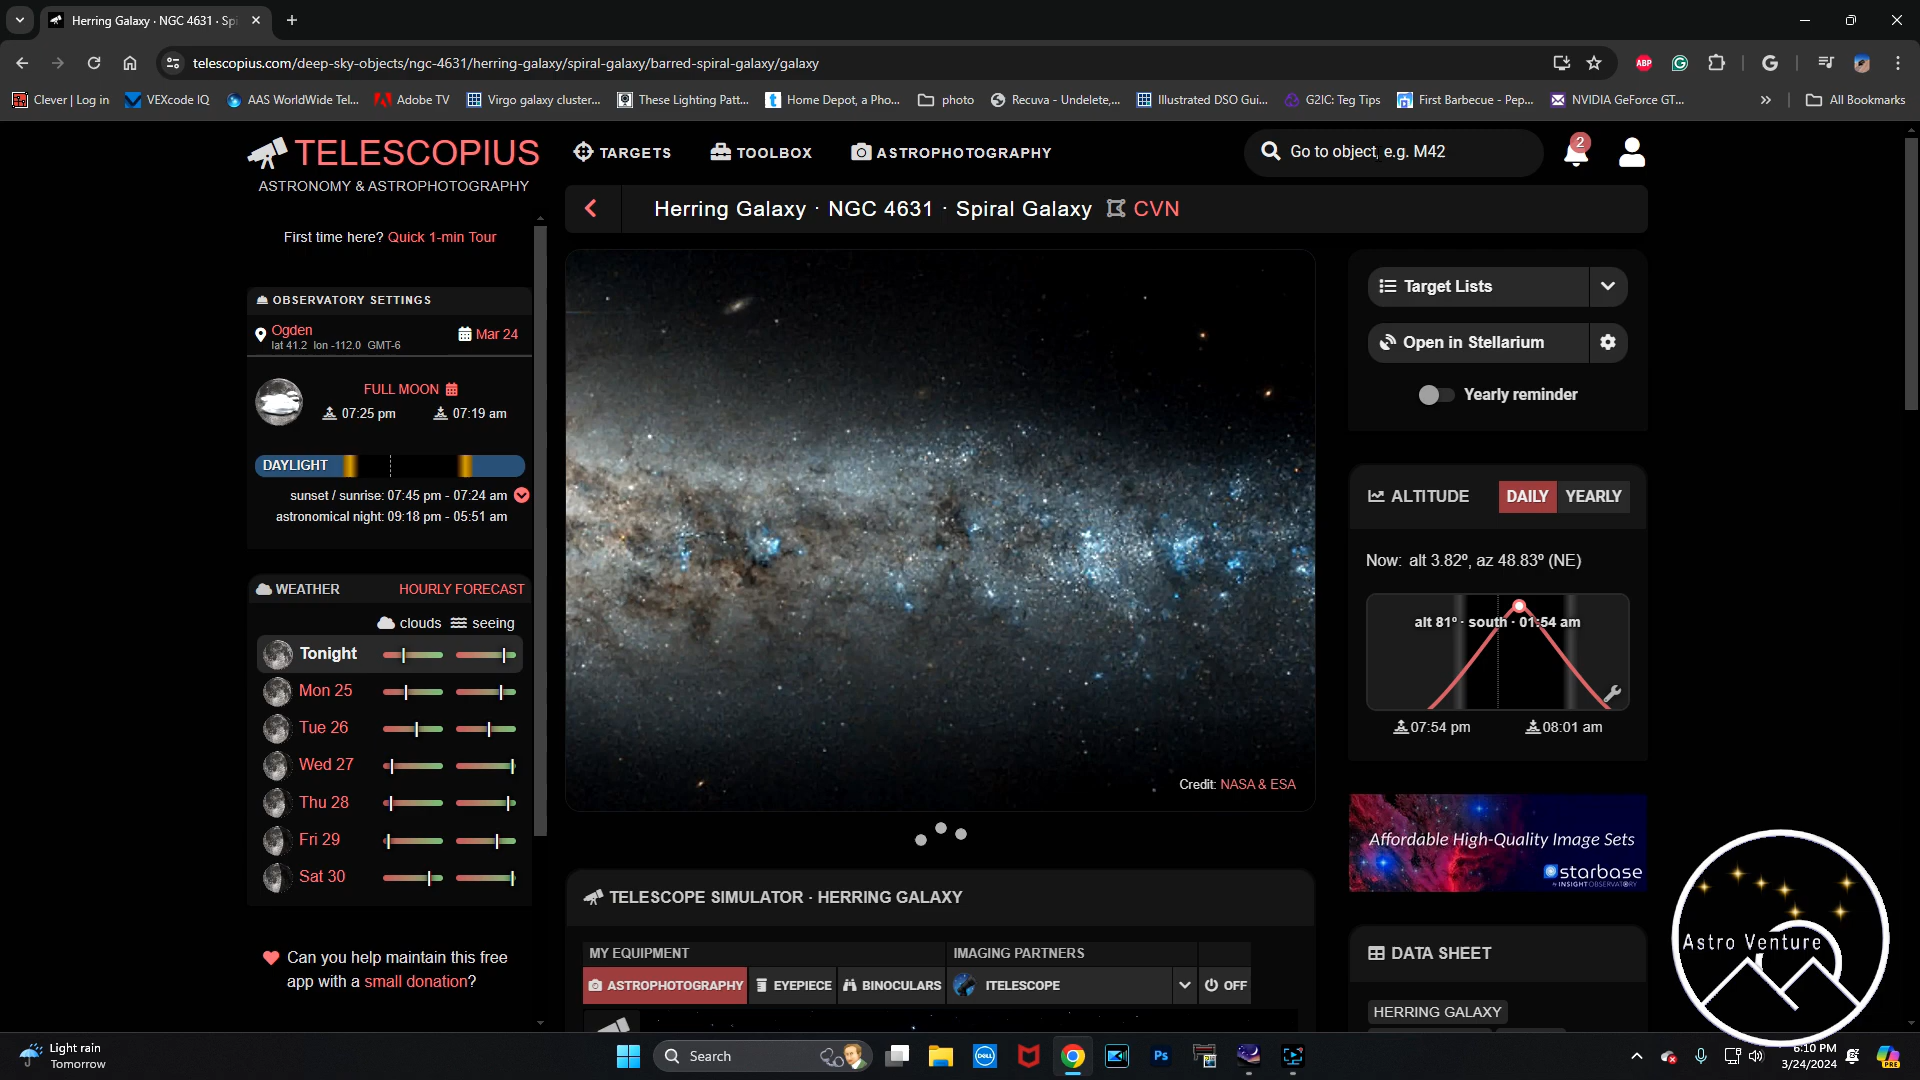 Herring Galaxy · NGC 4631 · Spi
telescopius.com/deep-sky-objects/ngc-4631/herring-galaxy/spiral-galaxy/barred-spiral-galaxy/galaxy
Clever | Log in
VEXcode IQ
AAS WorldWide Tel...
Adobe TV
Virgo galaxy cluster...
These Lighting Patt...
Home Depot, a Pho...
photo
Recuva - Undelete,...
Illustrated DSO Gui...
G2IC: Teg Tips
First Barbecue - Pep...
NVIDIA GeForce GT...
All Bookmarks
TELESCOPIUS
ASTRONOMY & ASTROPHOTOGRAPHY
TARGETS
TOOLBOX
ASTROPHOTOGRAPHY
Go to object, e.g. M42
2
Herring Galaxy · NGC 4631 · Spiral Galaxy CVN
First time here? Quick 1-min Tour
OBSERVATORY SETTINGS
Ogden
lat 41.2 lon -112.0 GMT-6
Mar 24
FULL MOON
07:25 pm
07:19 am
DAYLIGHT
sunset / sunrise: 07:45 pm - 07:24 am
astronomical night: 09:18 pm - 05:51 am
WEATHER
HOURLY FORECAST
clouds
seeing
Tonight
Mon 25
Tue 26
Wed 27
Thu 28
Fri 29
Sat 30
Can you help maintain this free
app with a small donation?
Credit: NASA & ESA
TELESCOPE SIMULATOR · HERRING GALAXY
MY EQUIPMENT
IMAGING PARTNERS
ASTROPHOTOGRAPHY
EYEPIECE
BINOCULARS
ITELESCOPE
OFF
Target Lists
Open in Stellarium
Yearly reminder
ALTITUDE
DAILY
YEARLY
Now: alt 3.82º, az 48.83º (NE)
alt 81º · south · 01:54 am
07:54 pm
08:01 am
Affordable High-Quality Image Sets
starbase
by INSIGHT OBSERVATORY
DATA SHEET
HERRING GALAXY
Astro Venture
Light rain
Tomorrow
Search
DELL
Ps
6:10 PM
3/24/2024
PRE
ABP